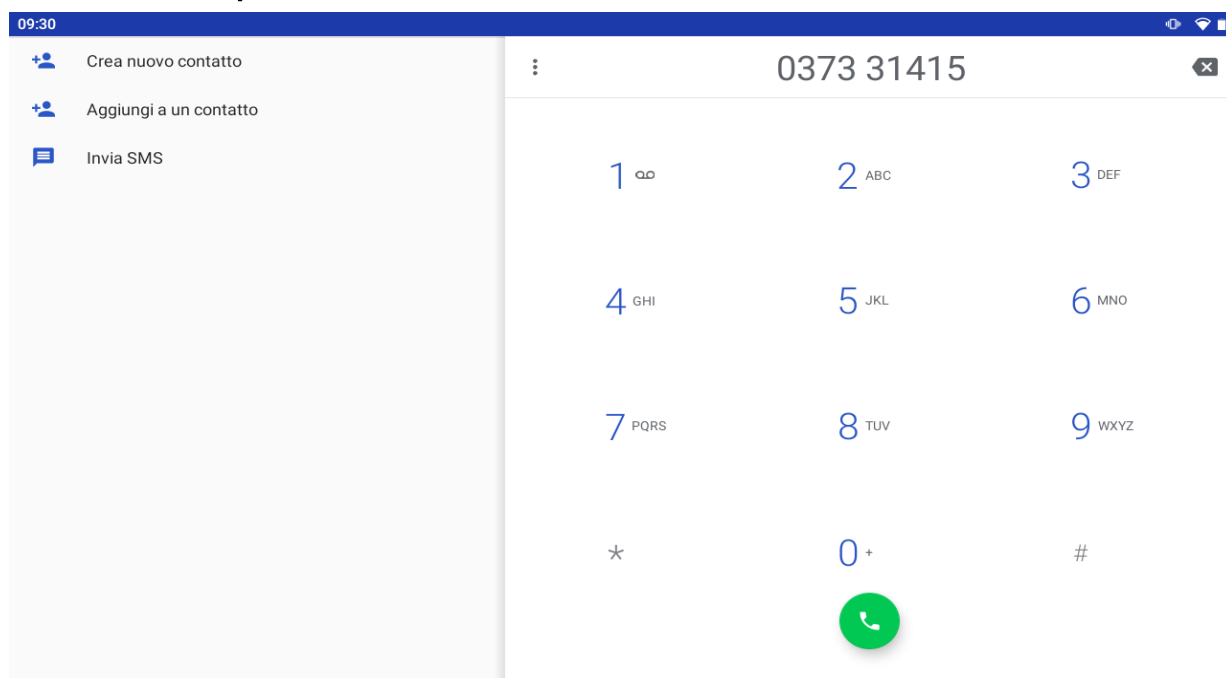 09:30
Crea nuovo contatto
Aggiungi a un contatto
Invia SMS
0373 31415
1
2 ABC
3 DEF
4 GHI
5 JKL
6 MNO
7 PQRS
8 TUV
9 WXYZ
*
0 +
#